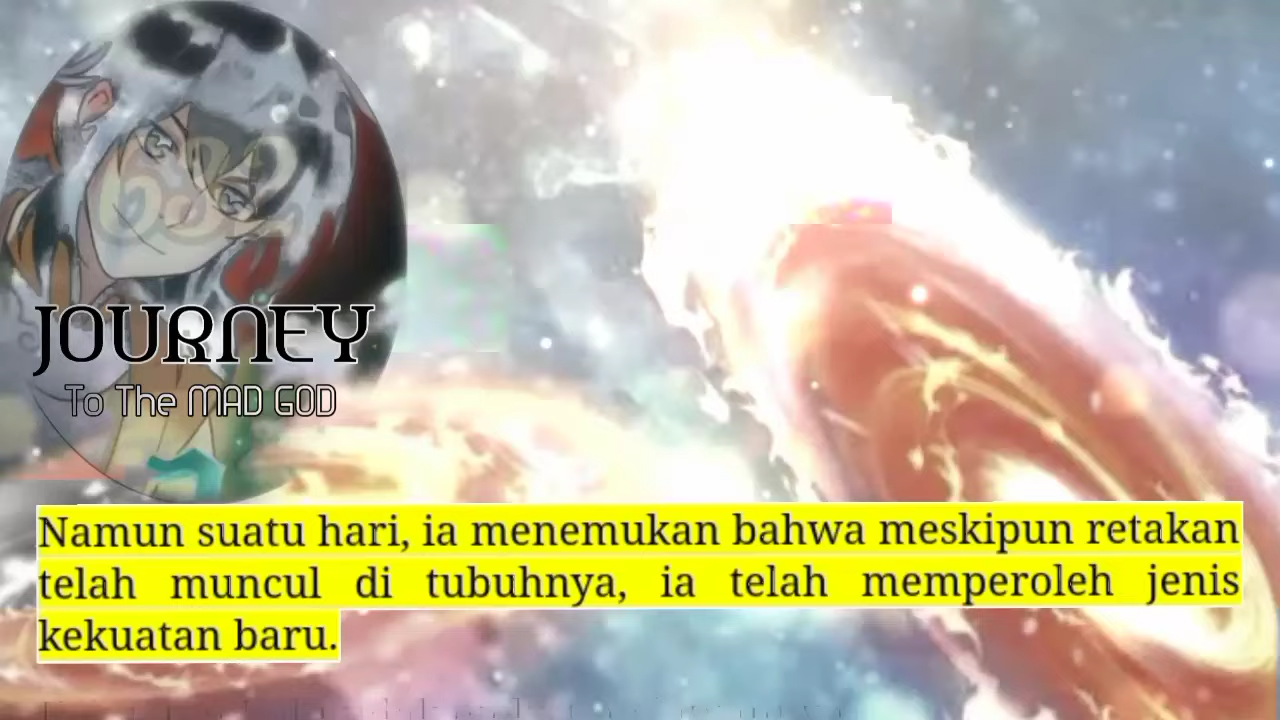 JOURNEY
To The MAD GOD
Namun suatu hari, ia menemukan bahwa meskipun retakan
telah muncul di tubuhnya, ia telah memperoleh jenis
kekuatan baru.